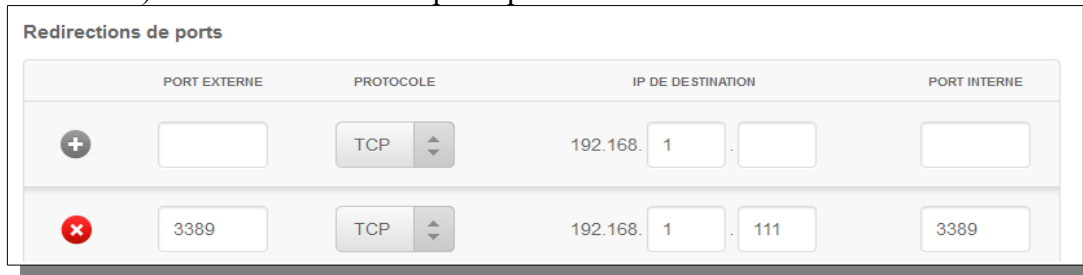 Redirections de ports
PORT EXTERNE PROTOCOLE IP DE DESTINATION PORT INTERNE
TCP 192.168. 1 .
3389 TCP 192.168. 1 . 111 3389